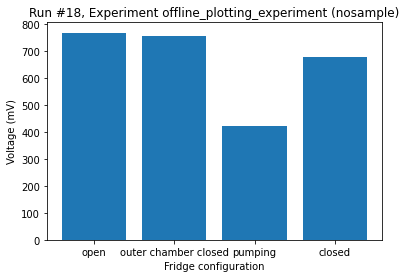 Run #18, Experiment offline_plotting_experiment (nosample)
800
700
600
500
400
300
200
100
0
Voltage (mV)
open outer chamber closed pumping closed
Fridge configuration